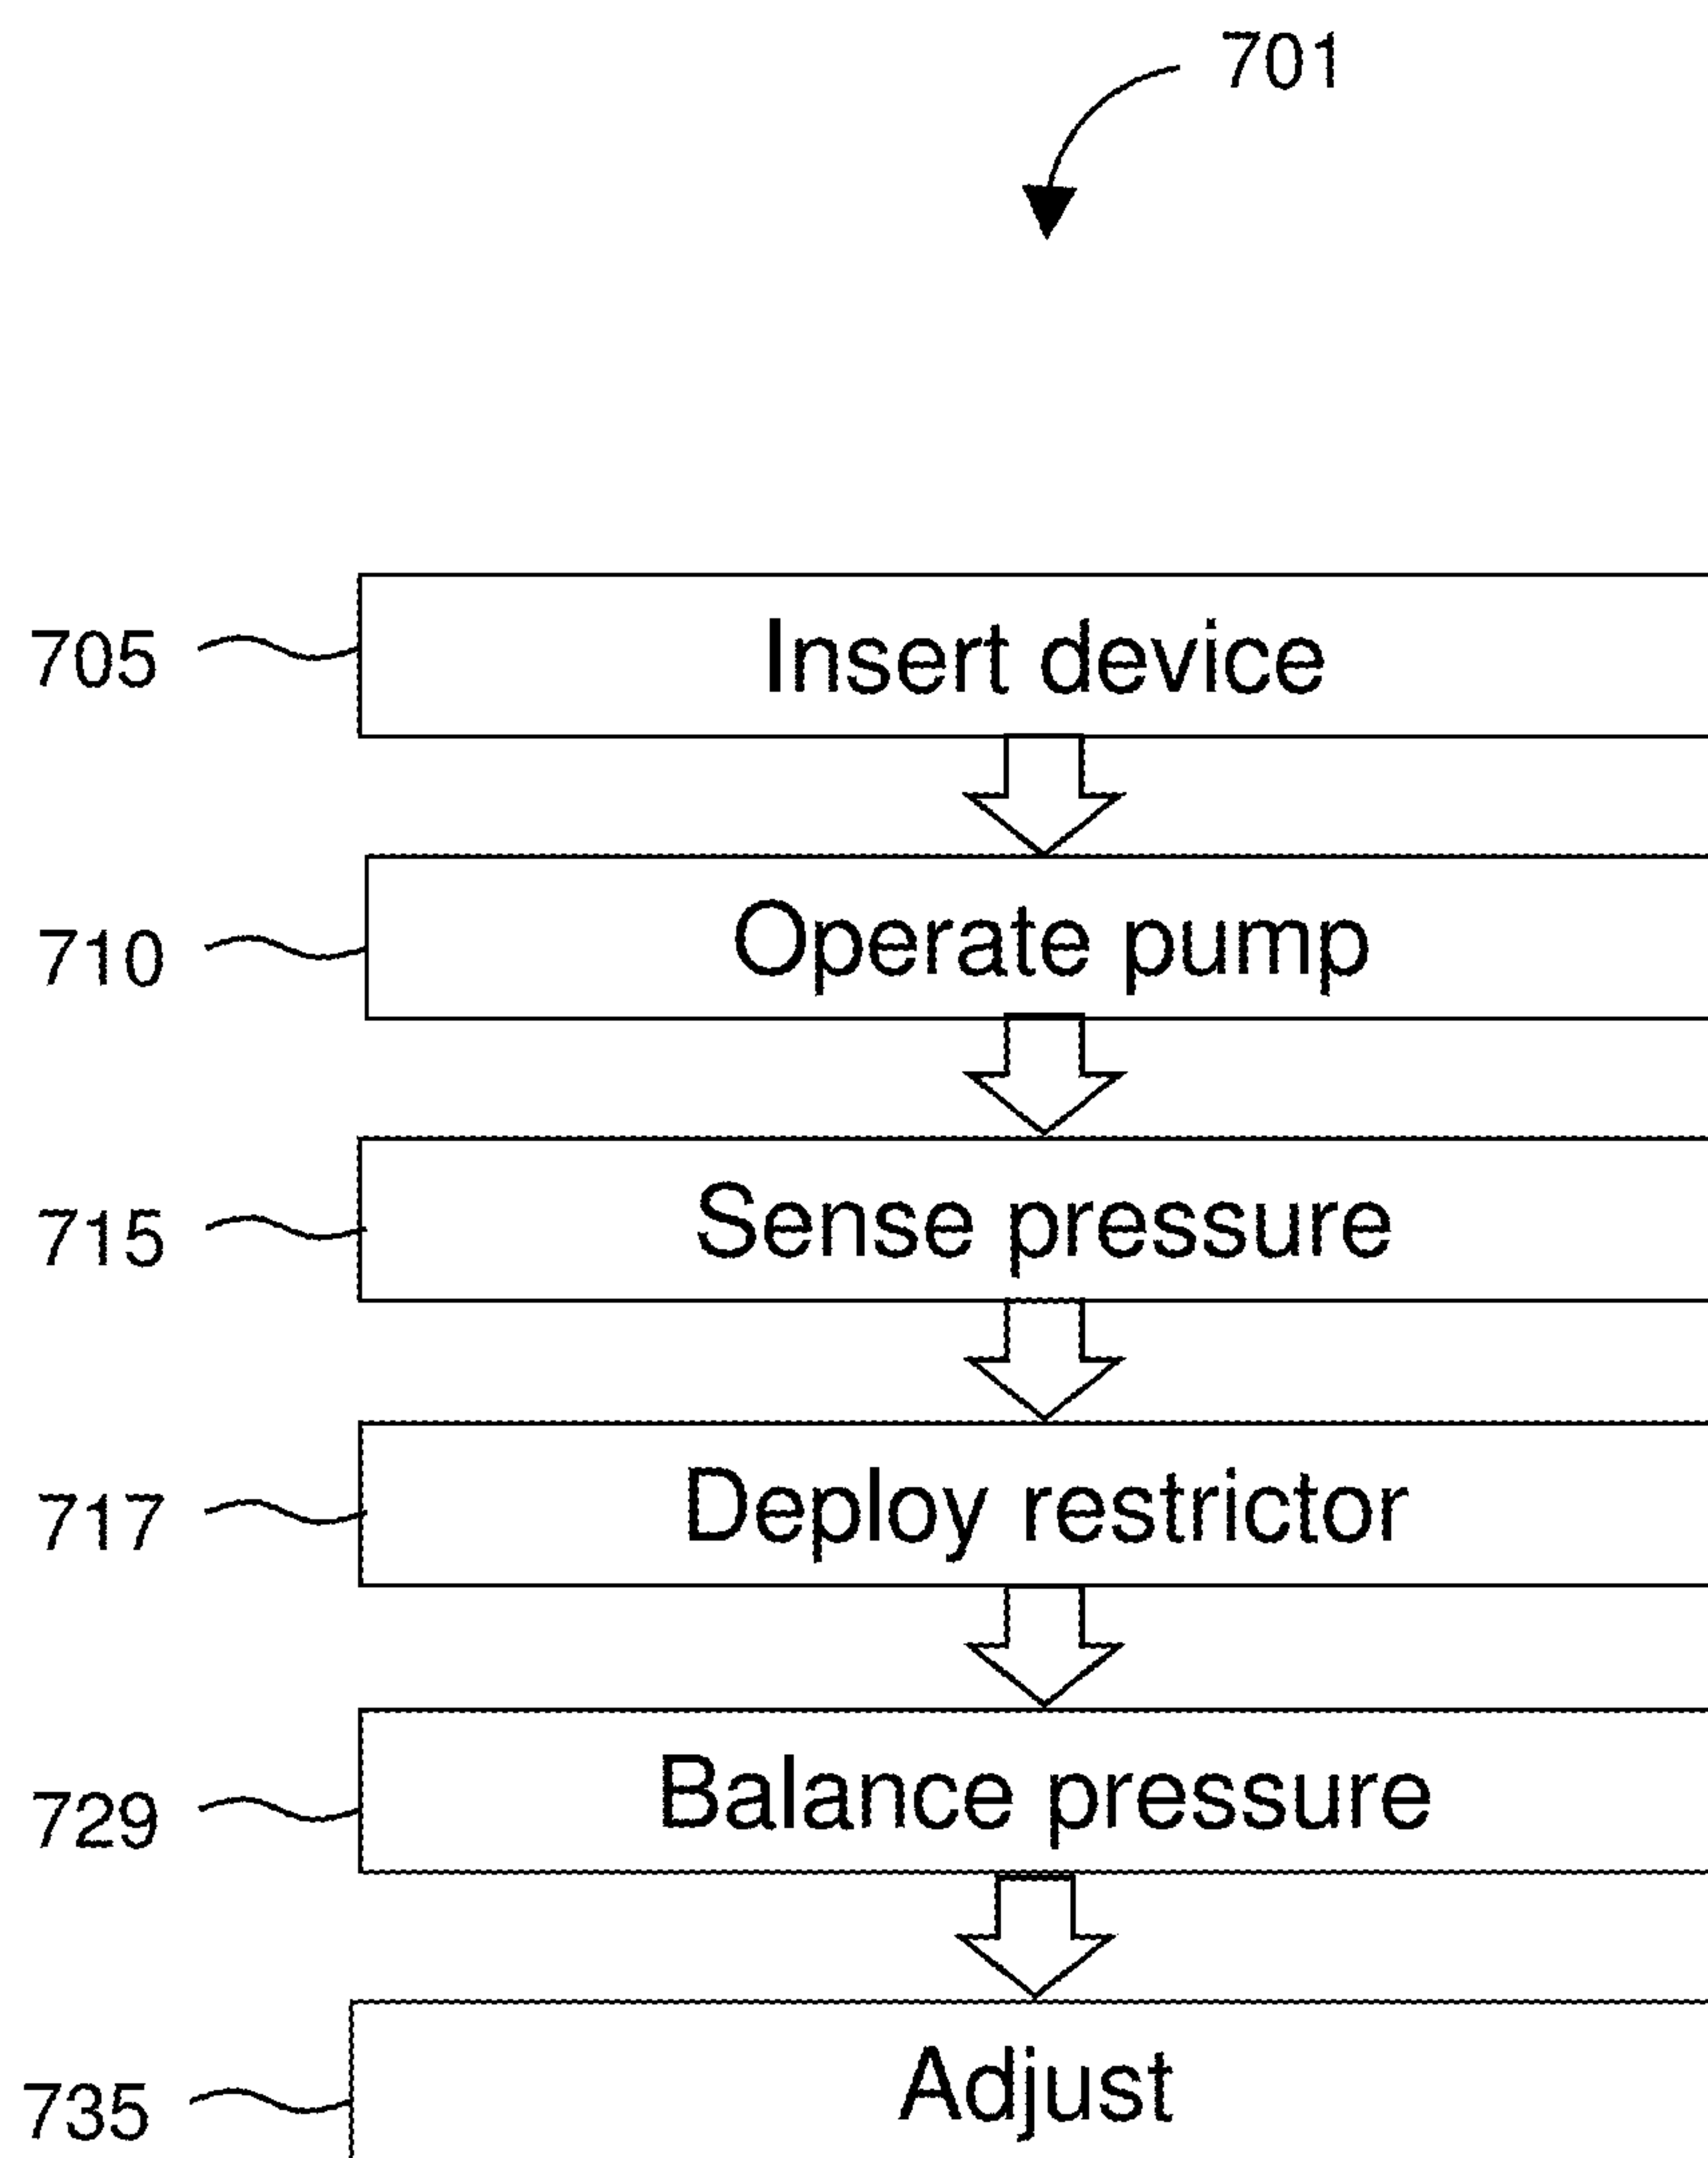 701
705 Insert device
710 Operate pump
715 Sense pressure
717 Deploy restrictor
729 Balance pressure
735 Adjust